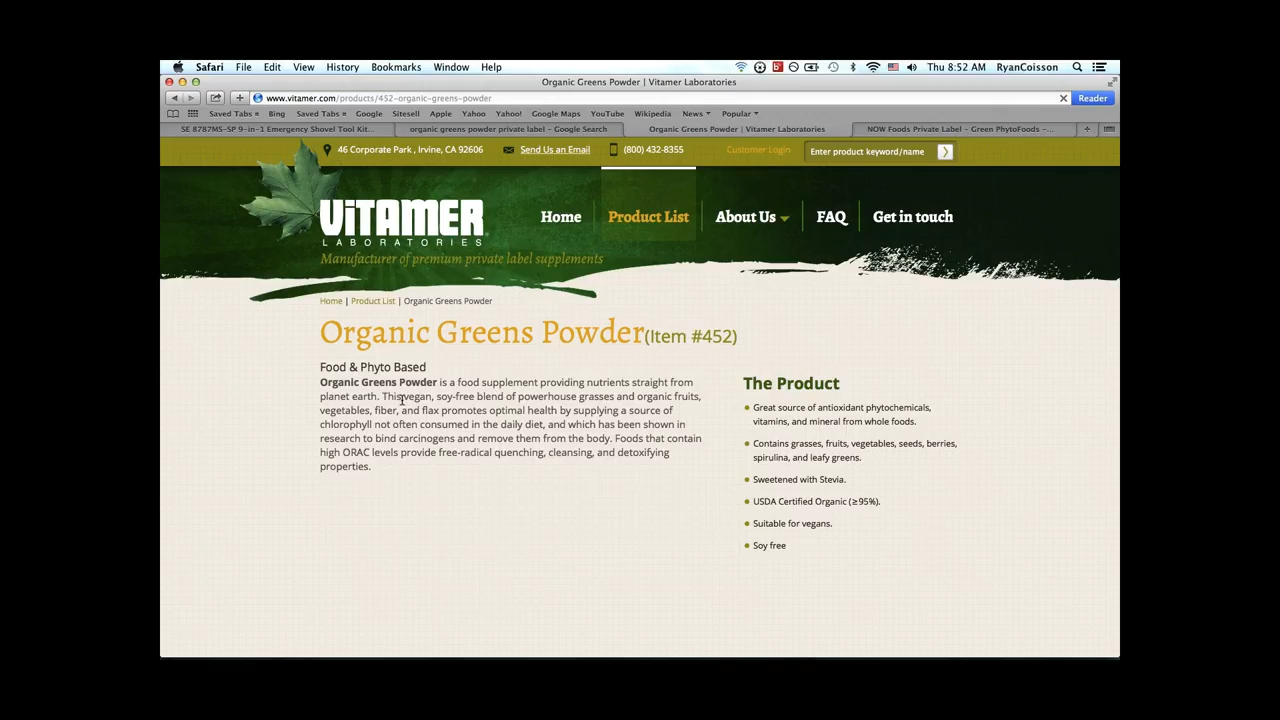 Safari File Edit View History Bookmarks Window Help Thu 8:52 AM RyanCoisson
Organic Greens Powder | Vitamer Laboratories
www.vitamer.com/products/452-organic-greens-powder Reader
Saved Tabs Bing Saved Tabs Google Sitesell Apple Yahoo Yahoo! Google Maps YouTube Wikipedia News Popular
SE 8787MS-SP 9-in-1 Emergency Shovel Tool Kit... organic greens powder private label – Google Search Organic Greens Powder | Vitamer Laboratories NOW Foods Private Label – Green PhytoFoods –...
46 Corporate Park , Irvine, CA 92606 Send Us an Email (800) 432-8355 Customer Login Enter product keyword/name
ViTAMER
LABORATORIES
Manufacturer of premium private label supplements
Home Product List About Us FAQ Get in touch
Home | Product List | Organic Greens Powder
Organic Greens Powder(Item #452)
Food & Phyto Based
Organic Greens Powder is a food supplement providing nutrients straight from
planet earth. This vegan, soy-free blend of powerhouse grasses and organic fruits,
vegetables, fiber, and flax promotes optimal health by supplying a source of
chlorophyll not often consumed in the daily diet, and which has been shown in
research to bind carcinogens and remove them from the body. Foods that contain
high ORAC levels provide free-radical quenching, cleansing, and detoxifying
properties.
The Product
Great source of antioxidant phytochemicals,
vitamins, and mineral from whole foods.
Contains grasses, fruits, vegetables, seeds, berries,
spirulina, and leafy greens.
Sweetened with Stevia.
USDA Certified Organic (≥95%).
Suitable for vegans.
Soy free